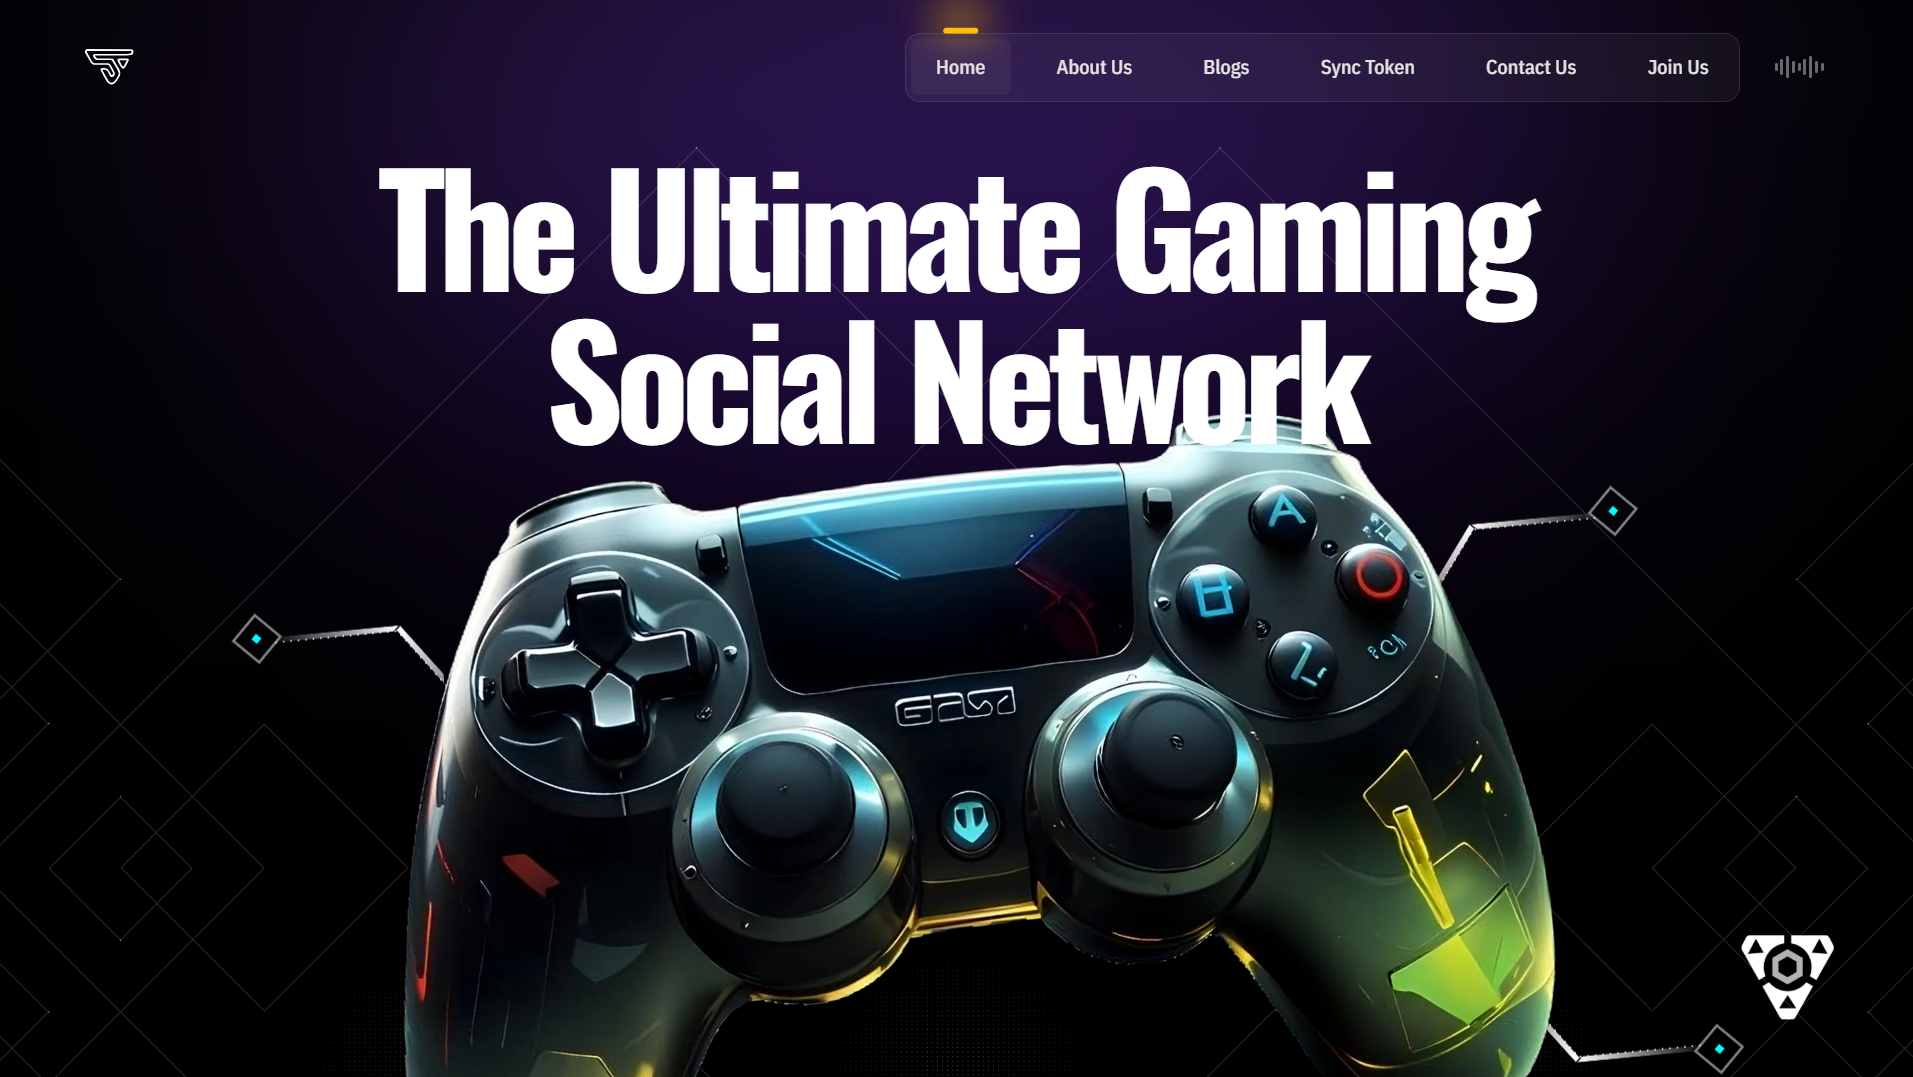 Home
About Us
Blogs
Sync Token
Contact Us
Join Us
The Ultimate Gaming
Social Network
A